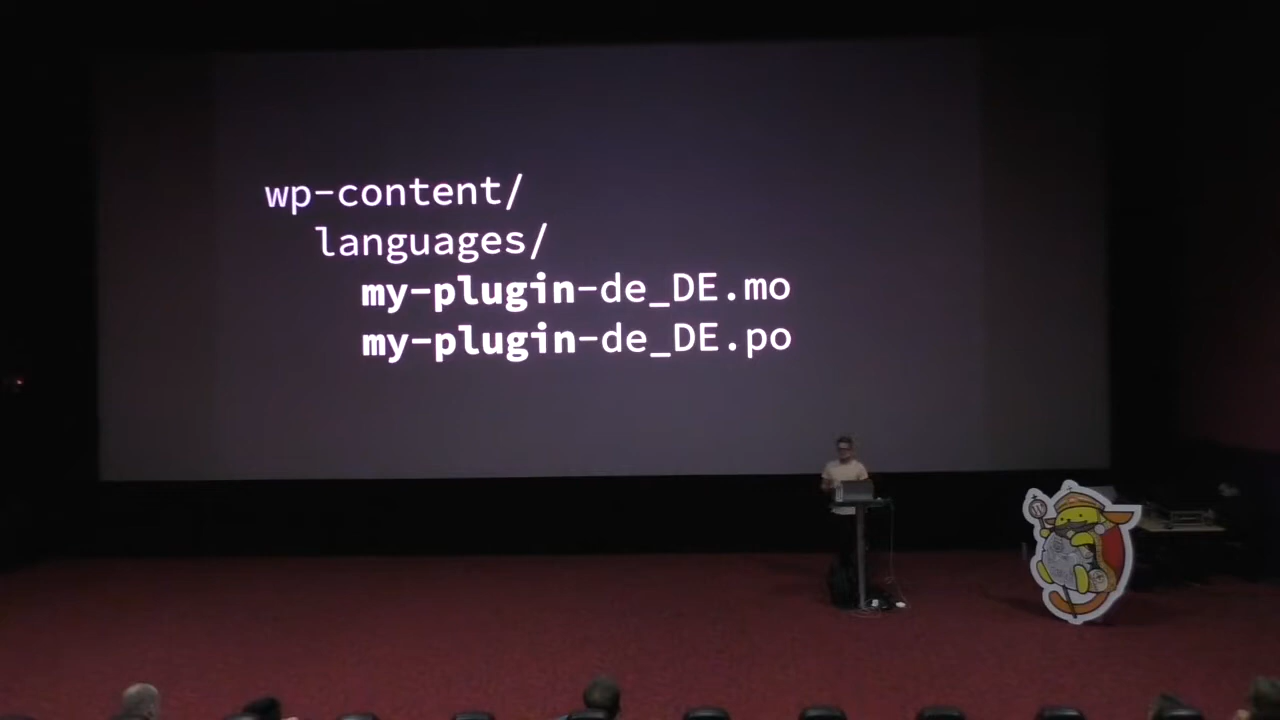 wp-content/
languages/
my-plugin-de_DE.mo
my-plugin-de_DE.po